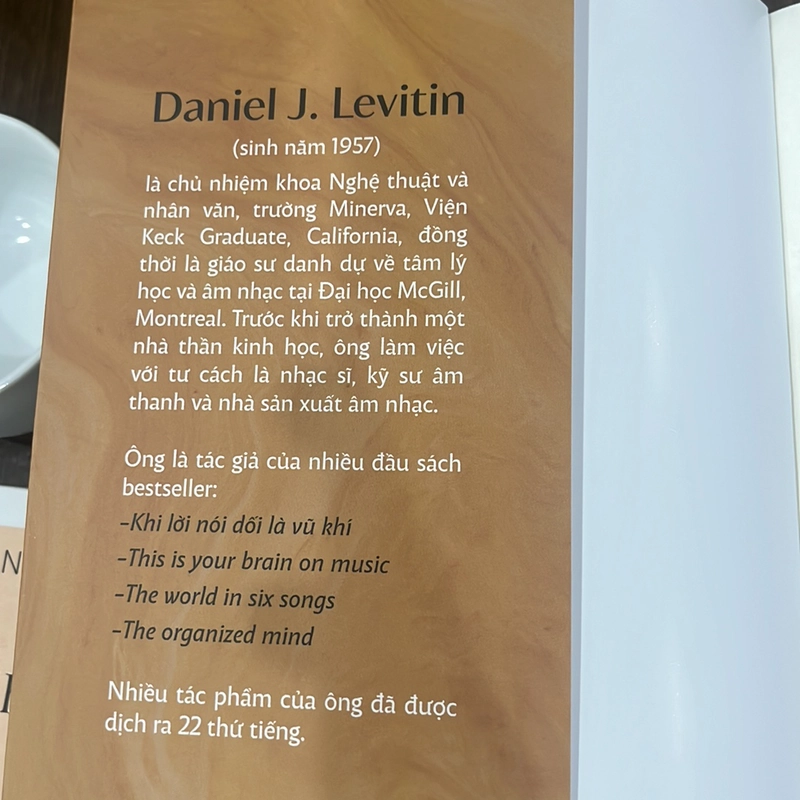 Daniel J. Levitin
(sinh năm 1957)
là chủ nhiệm khoa Nghệ thuật và
nhân văn, trường Minerva, Viện
Keck Graduate, California, đồng
thời là giáo sư danh dự về tâm lý
học và âm nhạc tại Đại học McGill,
Montreal. Trước khi trở thành một
nhà thần kinh học, ông làm việc
với tư cách là nhạc sĩ, kỹ sư âm
thanh và nhà sản xuất âm nhạc.
Ông là tác giả của nhiều đầu sách
bestseller:
–Khi lời nói dối là vũ khí
–This is your brain on music
–The world in six songs
–The organized mind
Nhiều tác phẩm của ông đã được
dịch ra 22 thứ tiếng.
N